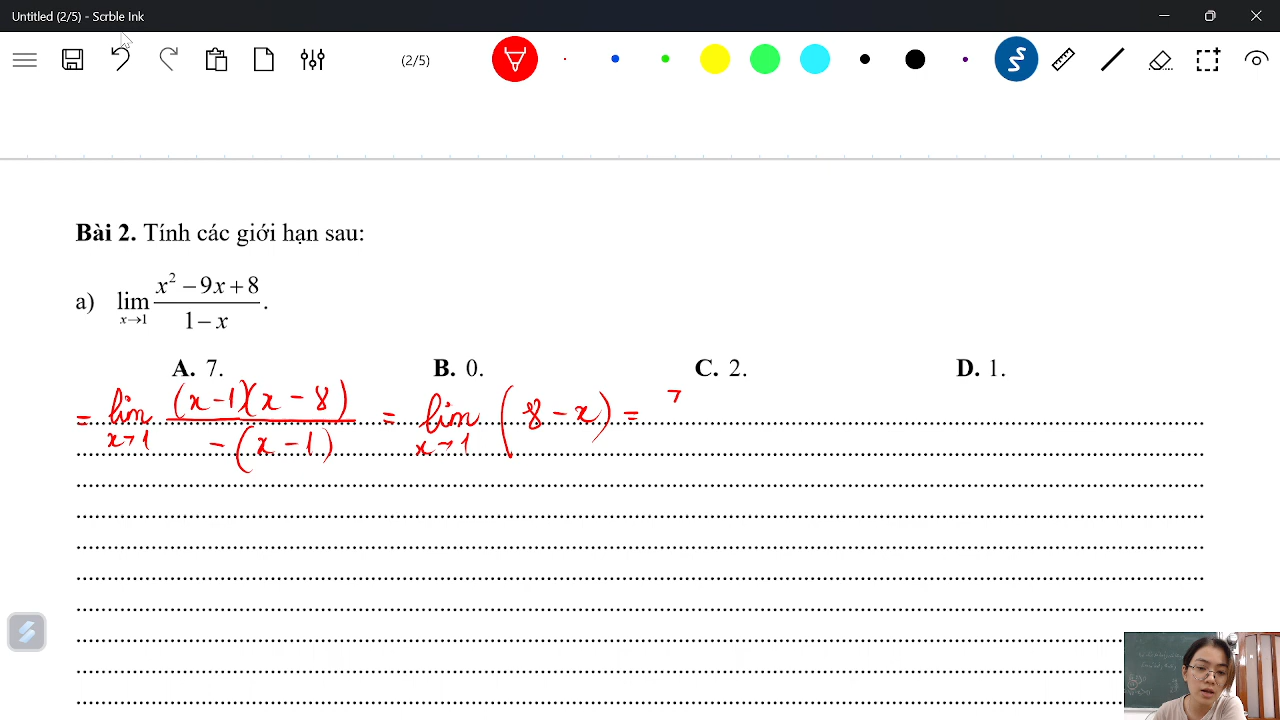 Untitled (2/5) - Scrble Ink
(2/5)
Bài 2. Tính các giới hạn sau:
a) lim x→1 (x² − 9x + 8)/(1 − x).
A. 7. B. 0. C. 2. D. 1.
= lim x→1 (x − 1)(x − 8)/−(x − 1) = lim x→1 (8 − x) = 7